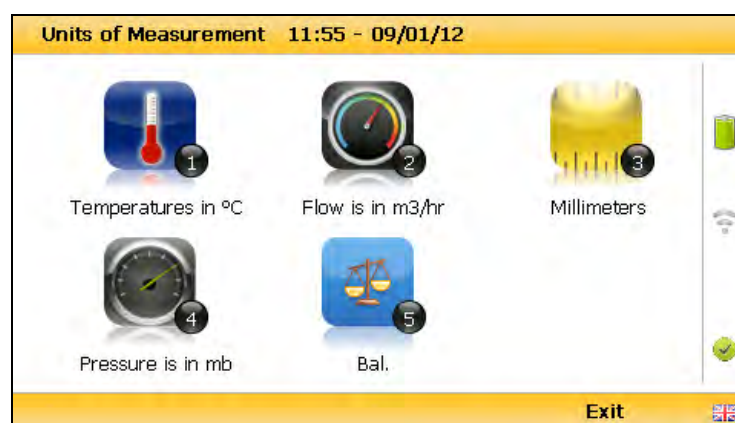 Units of Measurement 11:55 - 09/01/12
1
2
3
Temperatures in ºC
Flow is in m3/hr
Millimeters
4
5
Pressure is in mb
Bal.
Exit